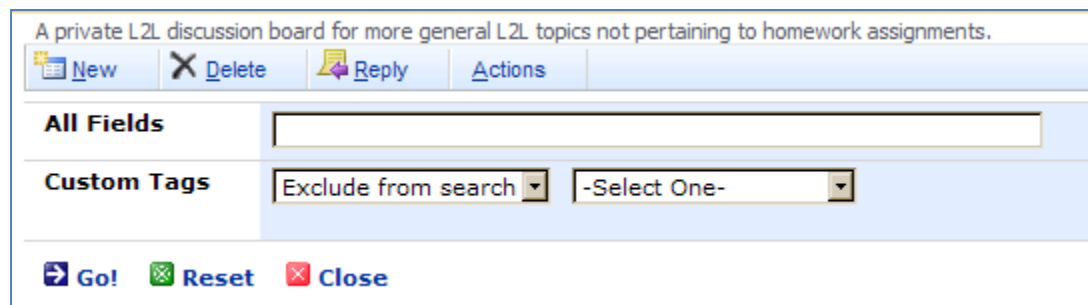 A private L2L discussion board for more general L2L topics not pertaining to homework assignments.
New Delete Reply Actions
All Fields
Custom Tags Exclude from search -Select One-
Go! Reset Close